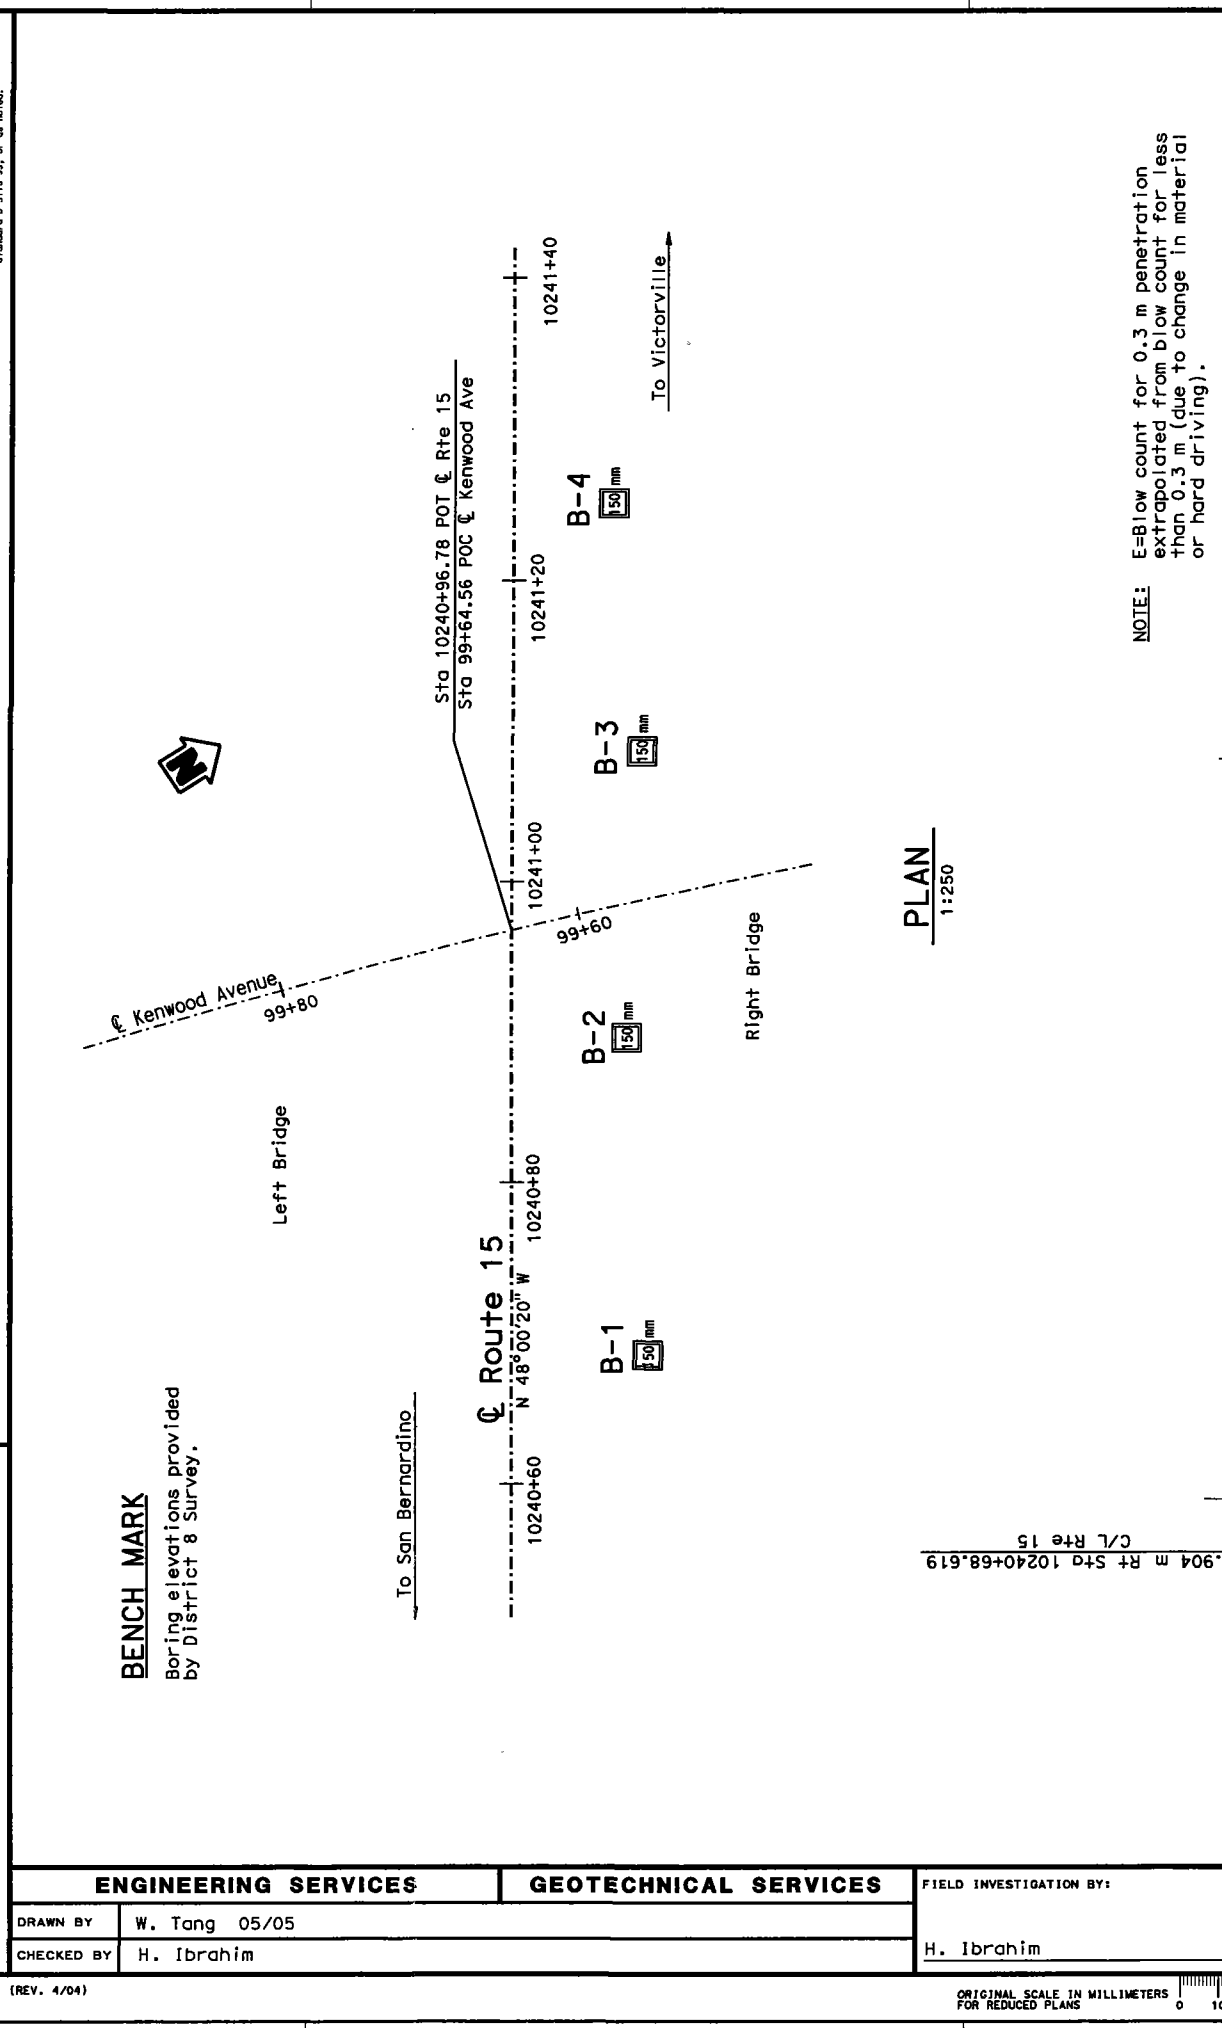 BENCH MARK
Boring elevations provided
by District 8 Survey.
To San Bernardino
Left Bridge
℄ Kenwood Avenue
99+80
N
Sta 10240+96.78 POT ℄ Rte 15
Sta 99+64.56 POC ℄ Kenwood Ave
℄ Route 15
N 48°00'20" W
10240+60
10240+80
10241+00
10241+20
10241+40
99+60
To Victorville
B-1
150 mm
B-2
150 mm
B-3
150 mm
B-4
150 mm
Right Bridge
PLAN
1:250
NOTE: E=Blow count for 0.3 m penetration
extrapolated from blow count for less
than 0.3 m (due to change in material
or hard driving).
.904 m Rt Sta 10240+68.619
C/L Rte 15
ENGINEERING SERVICES
GEOTECHNICAL SERVICES
FIELD INVESTIGATION BY:
DRAWN BY W. Tang 05/05
CHECKED BY H. Ibrahim
H. Ibrahim
(REV. 4/04)
ORIGINAL SCALE IN MILLIMETERS
FOR REDUCED PLANS
0 10